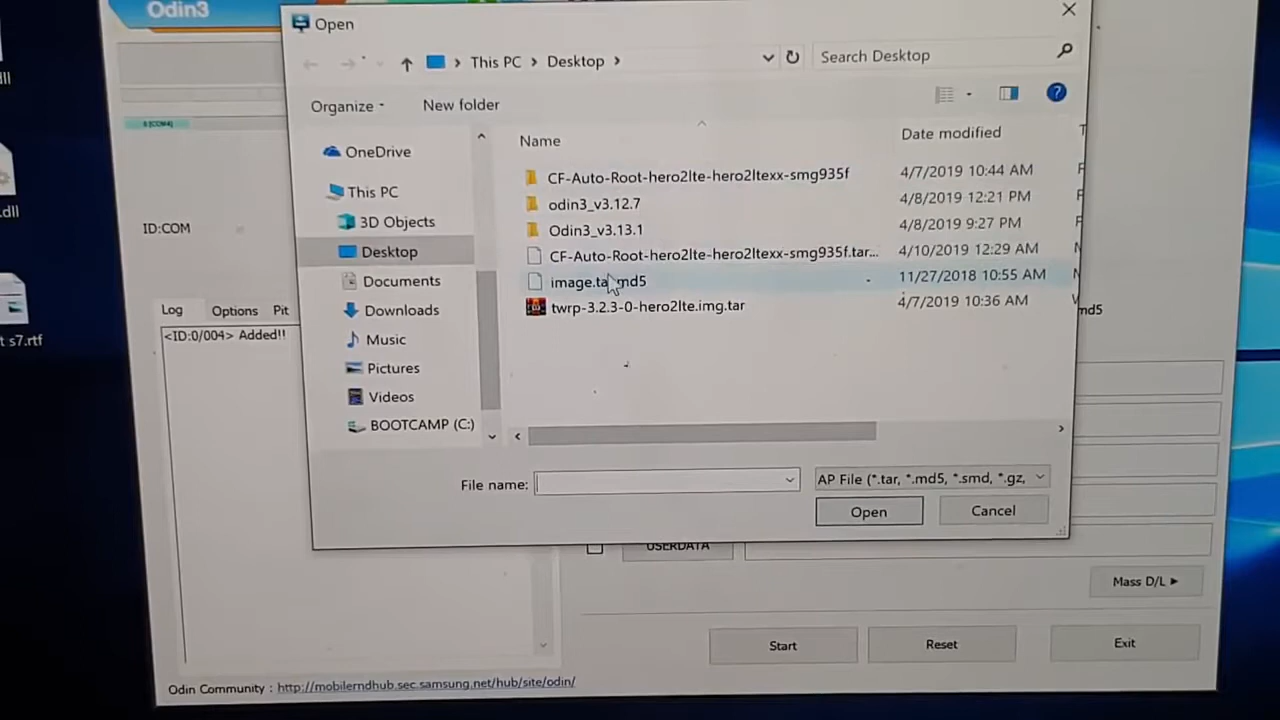 Odin3
Open
This PC
Desktop
Search Desktop
Organize
New folder
Name
Date modified
OneDrive
This PC
3D Objects
Desktop
Documents
Downloads
Music
Pictures
Videos
BOOTCAMP (C:)
CF-Auto-Root-hero2lte-hero2ltexx-smg935f
4/7/2019 10:44 AM
odin3_v3.12.7
4/8/2019 12:21 PM
Odin3_v3.13.1
4/8/2019 9:27 PM
CF-Auto-Root-hero2lte-hero2ltexx-smg935f.tar...
4/10/2019 12:29 AM
image.ta md5
11/27/2018 10:55 AM
twrp-3.2.3-0-hero2lte.img.tar
4/7/2019 10:36 AM
File name:
AP File (*.tar, *.md5, *.smd, *.gz,
Open
Cancel
0 [COM4]
ID:COM
Log
Options
Pit
<ID:0/004> Added!!
md5
USERDATA
Mass D/L
Start
Reset
Exit
Odin Community : http://mobilerndhub.sec.samsung.net/hub/site/odin/
.dll
t s7.rtf